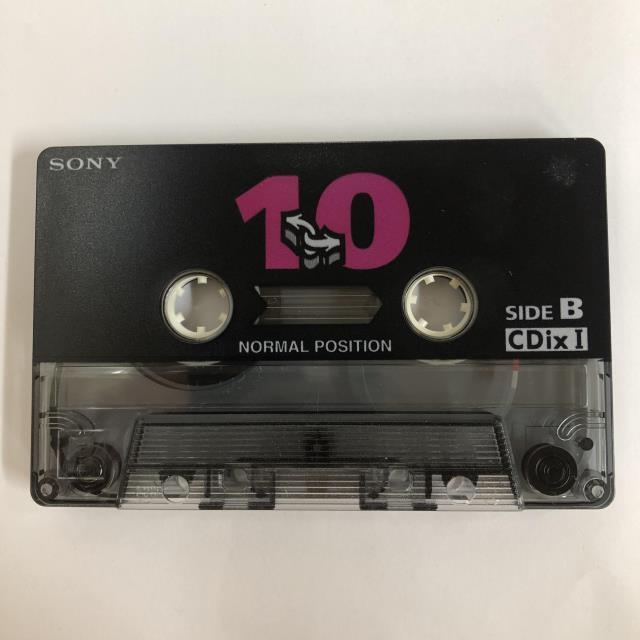 SONY
10
SIDE B
CDix I
NORMAL POSITION